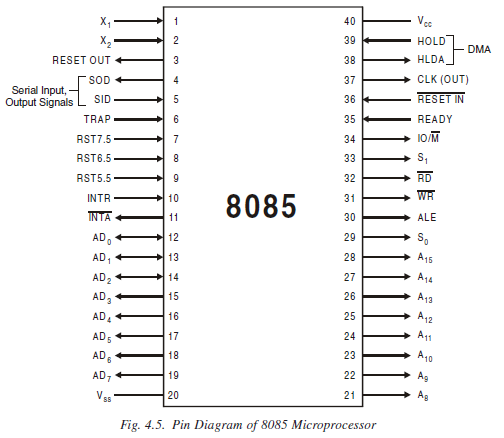 X₁ 1 40 Vcc
X₂ 2 39 HOLD
RESET OUT 3 38 HLDA
DMA
SOD 4 37 CLK (OUT)
Serial Input,
Output Signals
SID 5 36 R̅E̅S̅E̅T̅ I̅N̅
TRAP 6 35 READY
RST7.5 7 34 IO/M̅
RST6.5 8 33 S₁
RST5.5 9 32 R̅D̅
INTR 10 31 W̅R̅
I̅N̅T̅A̅ 11 30 ALE
AD₀ 12 29 S₀
AD₁ 13 28 A₁₅
AD₂ 14 27 A₁₄
AD₃ 15 26 A₁₃
AD₄ 16 25 A₁₂
AD₅ 17 24 A₁₁
AD₆ 18 23 A₁₀
AD₇ 19 22 A₉
Vss 20 21 A₈
8085
Fig. 4.5. Pin Diagram of 8085 Microprocessor